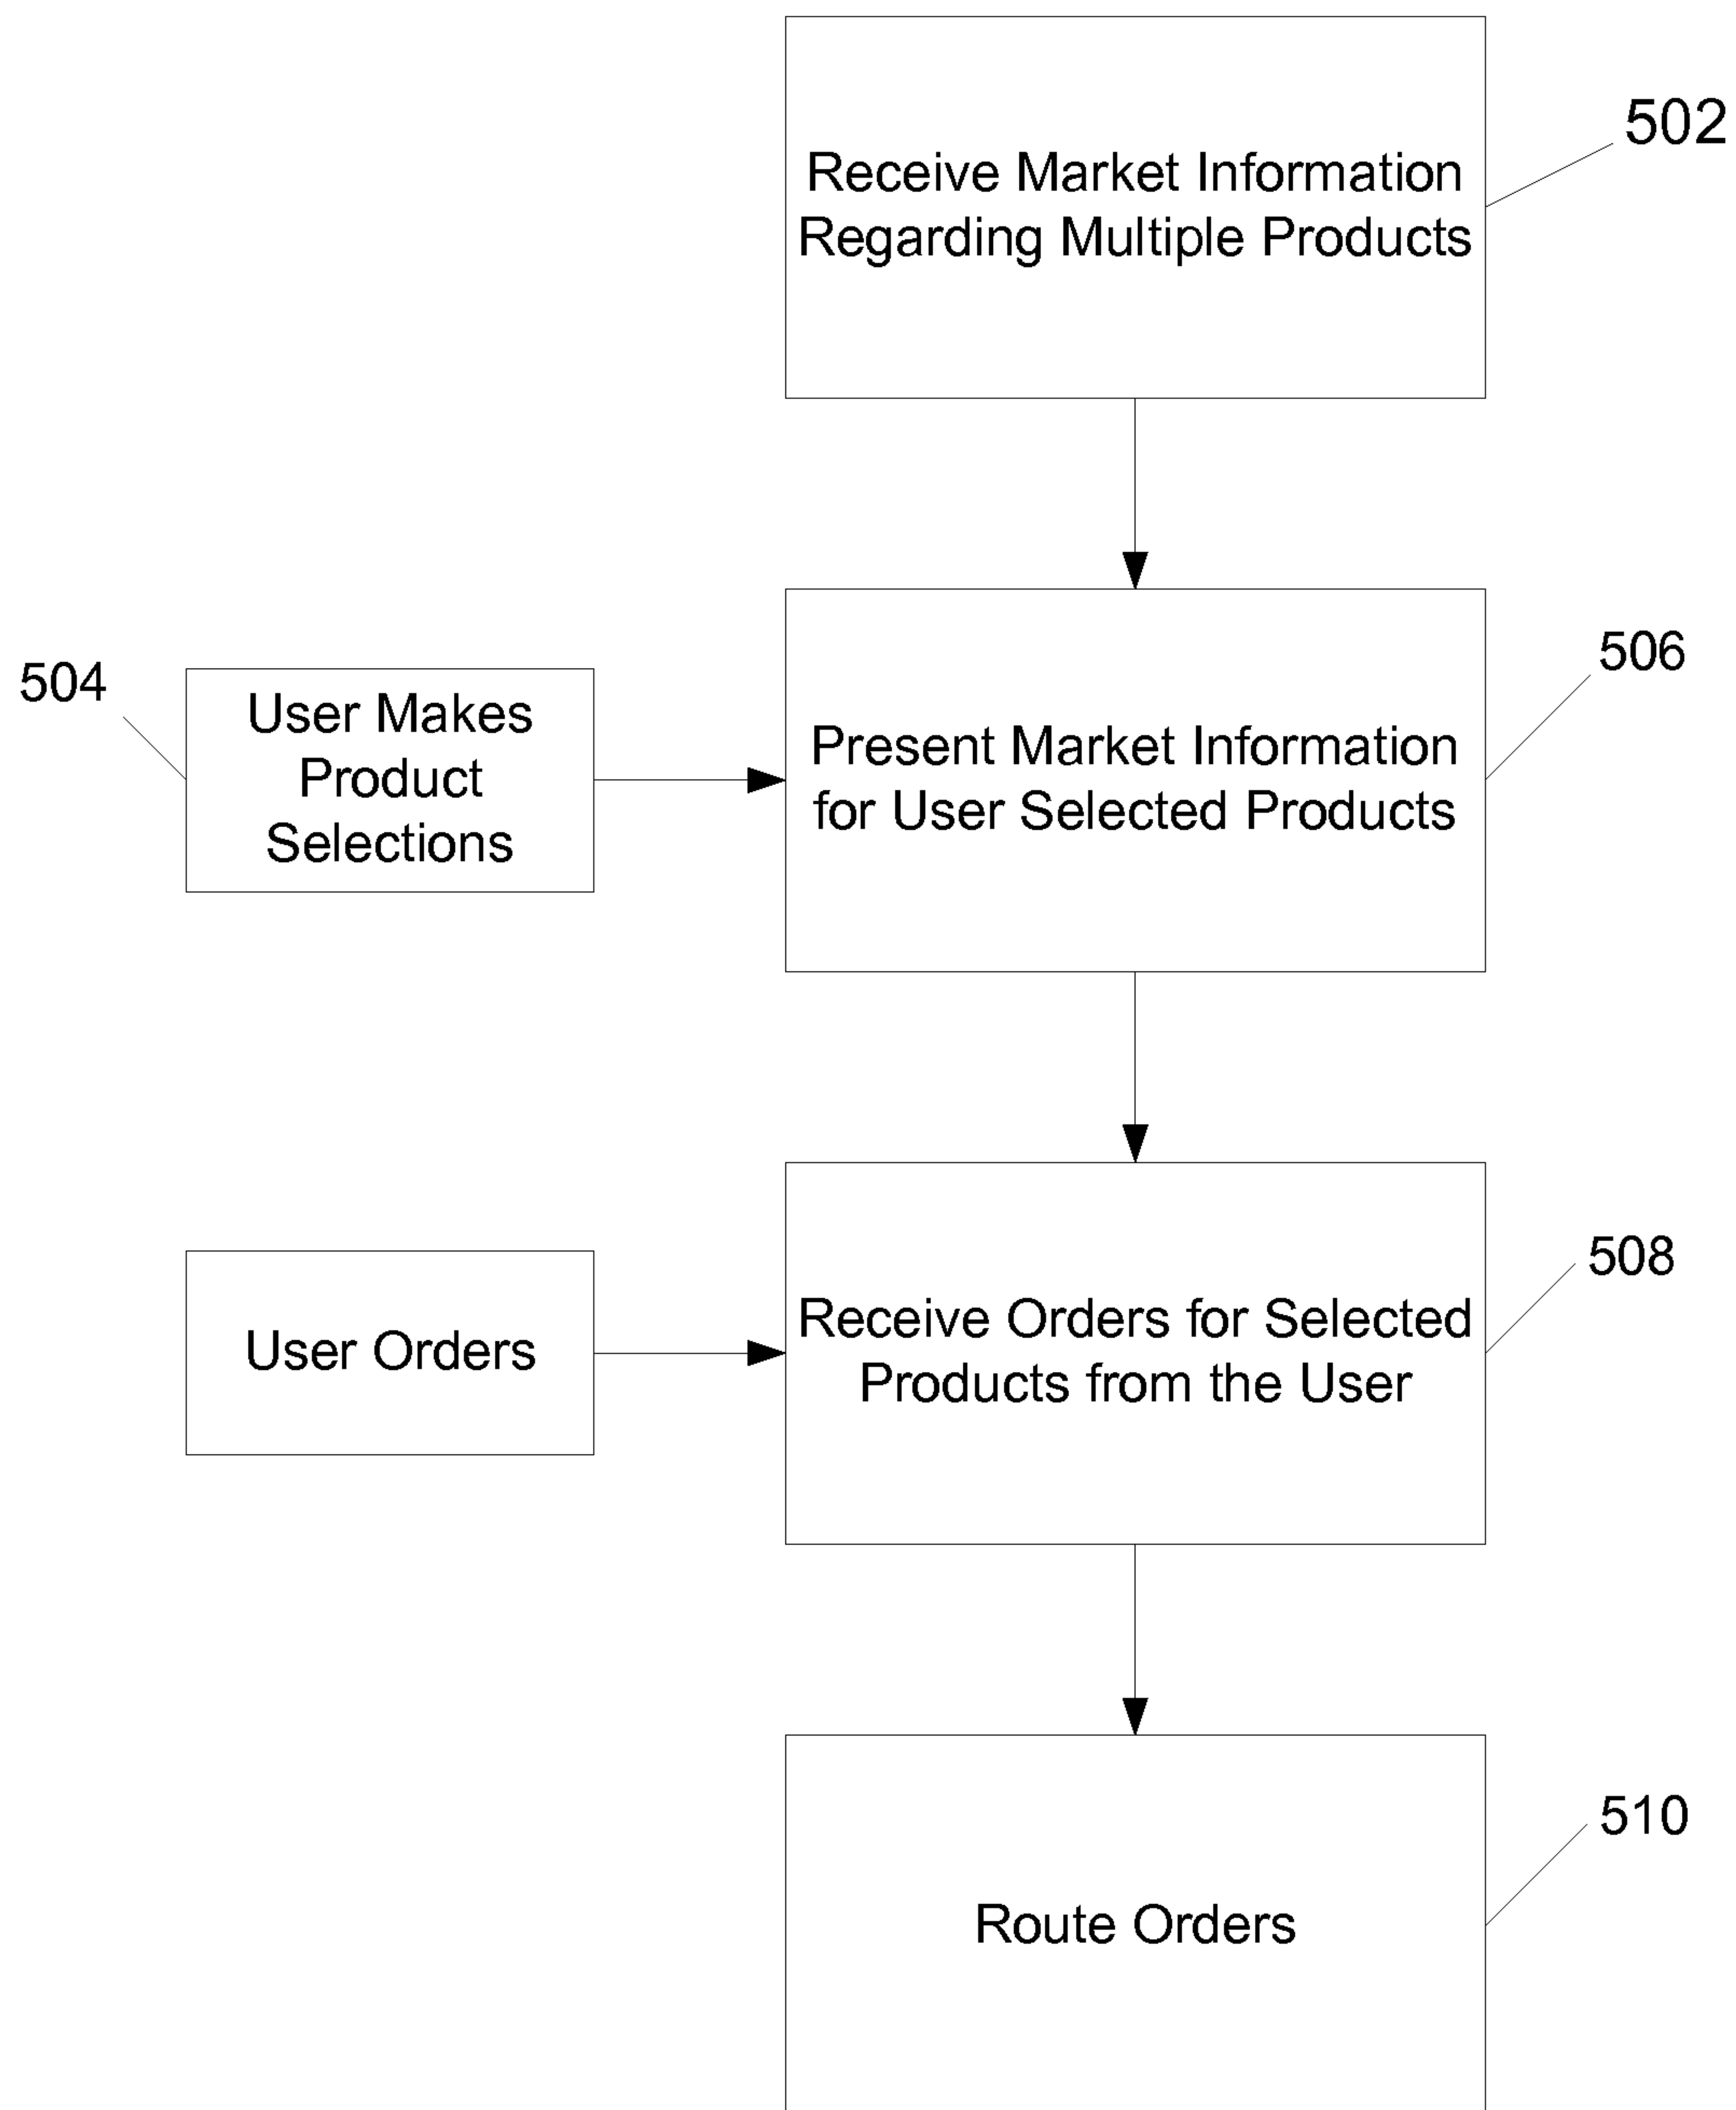 502
Receive Market Information
Regarding Multiple Products
504
User Makes
Product
Selections
506
Present Market Information
for User Selected Products
508
User Orders
Receive Orders for Selected
Products from the User
510
Route Orders